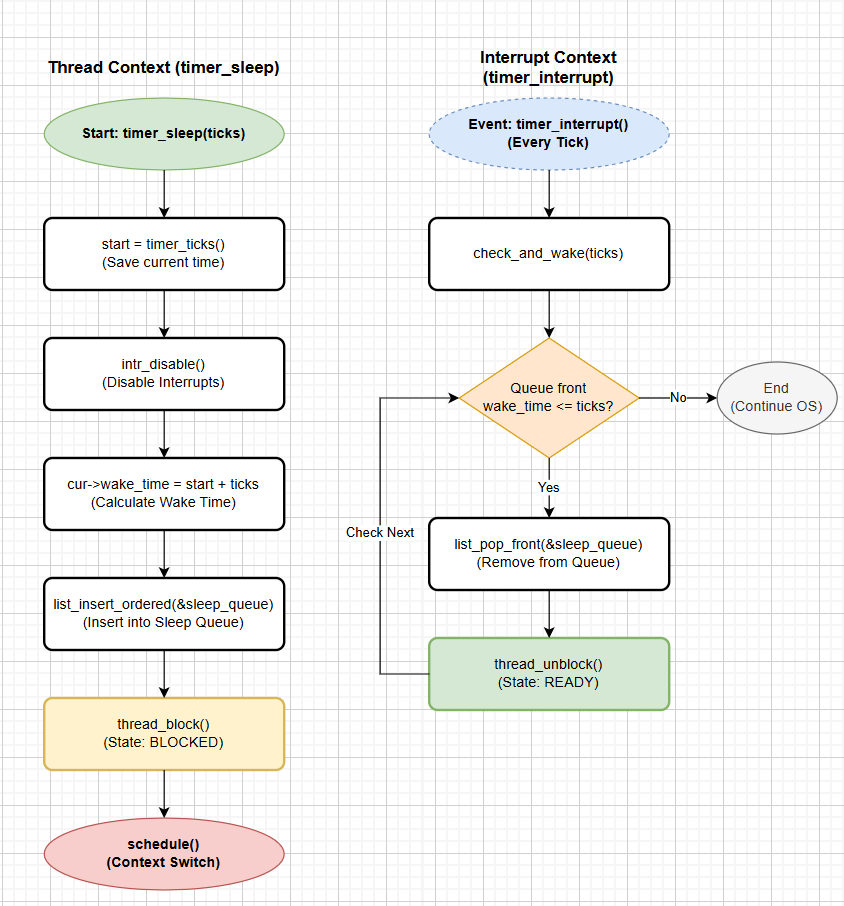 Thread Context (timer_sleep)
Start: timer_sleep(ticks)
start = timer_ticks()
(Save current time)
intr_disable()
(Disable Interrupts)
cur->wake_time = start + ticks
(Calculate Wake Time)
list_insert_ordered(&sleep_queue)
(Insert into Sleep Queue)
thread_block()
(State: BLOCKED)
schedule()
(Context Switch)
Interrupt Context
(timer_interrupt)
Event: timer_interrupt()
(Every Tick)
check_and_wake(ticks)
Queue front
wake_time <= ticks?
No
End
(Continue OS)
Yes
list_pop_front(&sleep_queue)
(Remove from Queue)
thread_unblock()
(State: READY)
Check Next